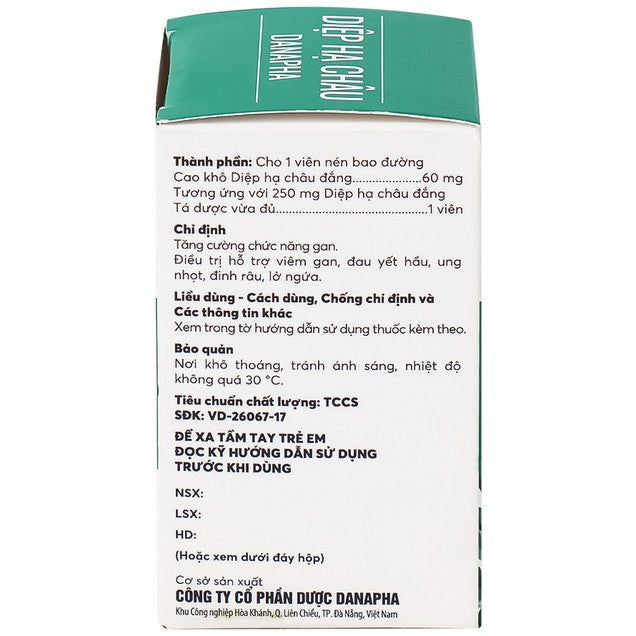 DIỆP HẠ CHÂU
DANAPHA
Thành phần: Cho 1 viên nén bao đường
Cao khô Diệp hạ châu đắng......................60 mg
Tương ứng với 250 mg Diệp hạ châu đắng
Tá dược vừa đủ................................................1 viên
Chỉ định
Tăng cường chức năng gan.
Điều trị hỗ trợ viêm gan, đau yết hầu, ung
nhọt, đinh râu, lở ngứa.
Liều dùng - Cách dùng, Chống chỉ định và
Các thông tin khác
Xem trong tờ hướng dẫn sử dụng thuốc kèm theo.
Bảo quản
Nơi khô thoáng, tránh ánh sáng, nhiệt độ
không quá 30 °C.
Tiêu chuẩn chất lượng: TCCS
SĐK: VD-26067-17
ĐỂ XA TẦM TAY TRẺ EM
ĐỌC KỸ HƯỚNG DẪN SỬ DỤNG
TRƯỚC KHI DÙNG
NSX:
LSX:
HD:
(Hoặc xem dưới đáy hộp)
Cơ sở sản xuất
CÔNG TY CỔ PHẦN DƯỢC DANAPHA
Khu Công nghiệp Hòa Khánh, Q. Liên Chiểu, TP. Đà Nẵng, Việt Nam